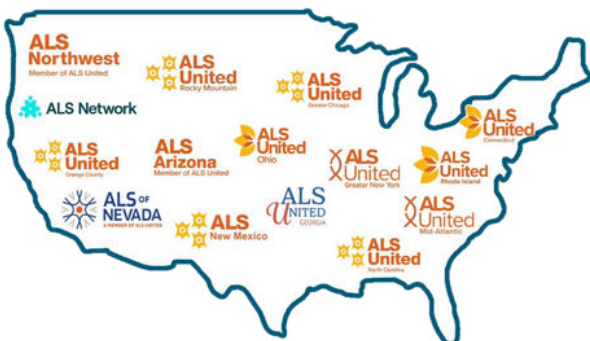 ALS
Northwest
Member of ALS United
ALS
United
Rocky Mountain
ALS
United
Greater Chicago
ALS Network
ALS
United
Connecticut
ALS
United
Orange County
ALS
Arizona
Member of ALS United
ALS
United
Ohio
ALS
United
Greater New York
ALS
United
Rhode Island
ALS OF
NEVADA
A MEMBER OF ALS UNITED
ALS
New Mexico
ALS
UNITED
GEORGIA
ALS
United
Mid-Atlantic
ALS
United
North Carolina